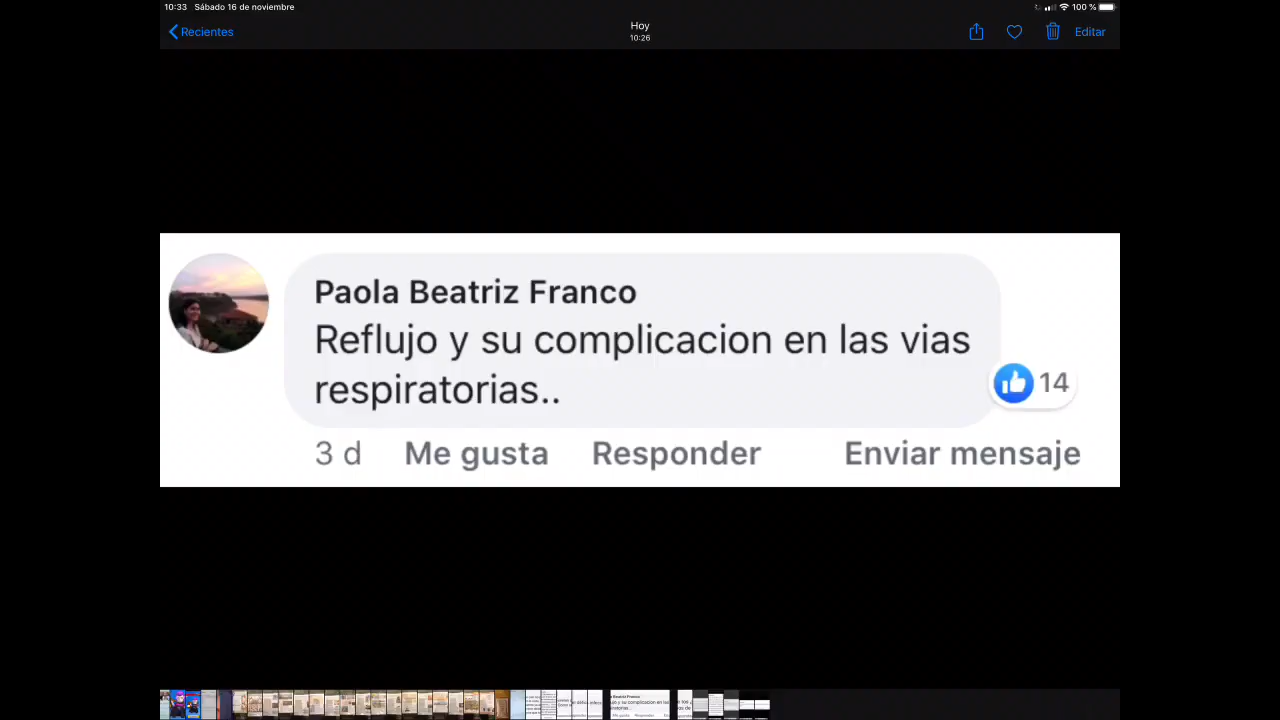 10:33 Sábado 16 de noviembre
100 %
Recientes
Hoy
10:26
Editar
Paola Beatriz Franco
Reflujo y su complicacion en las vias
respiratorias..
14
3 d Me gusta Responder Enviar mensaje